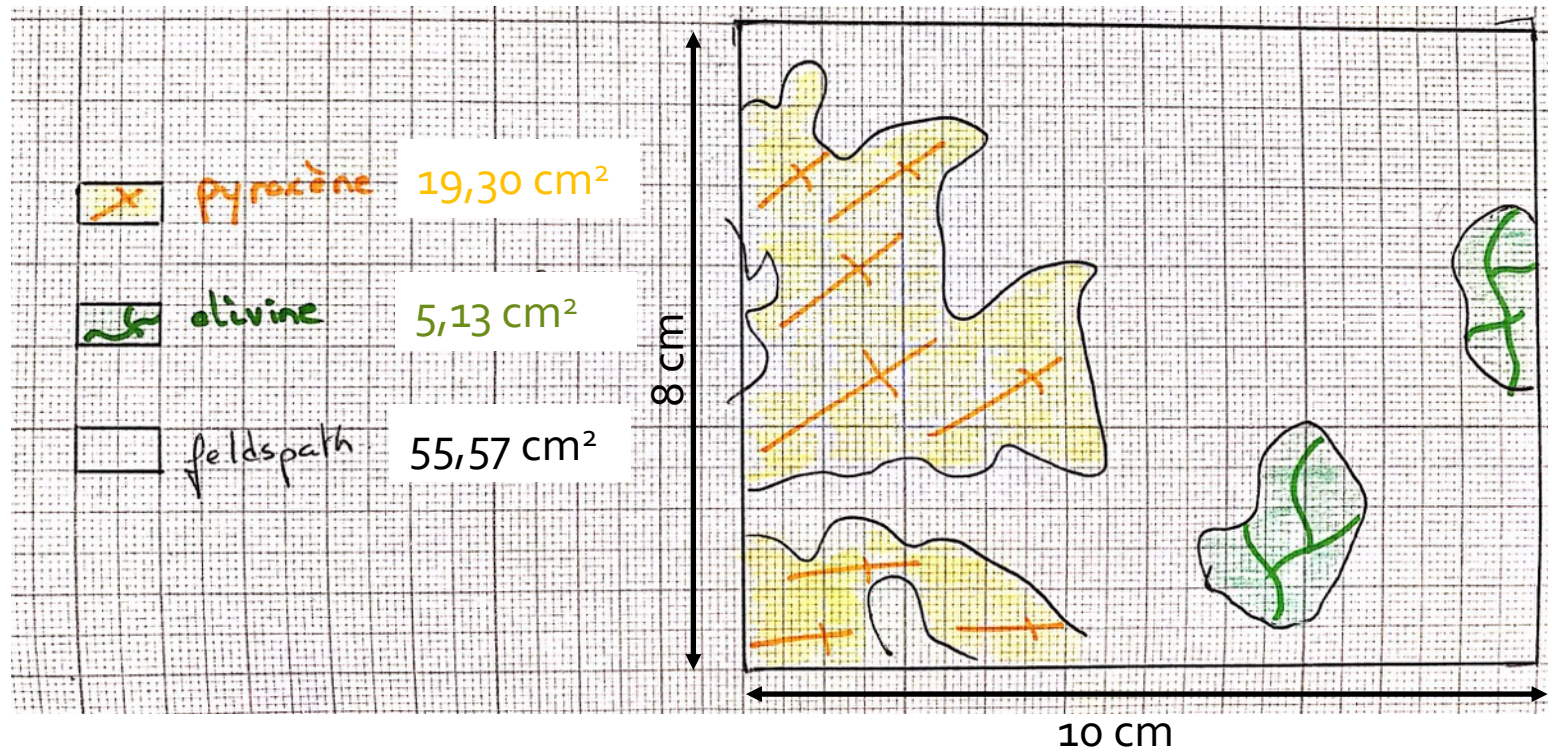 pyroxène 19,30 cm²
olivine 5,13 cm²
feldspath 55,57 cm²
8 cm
10 cm